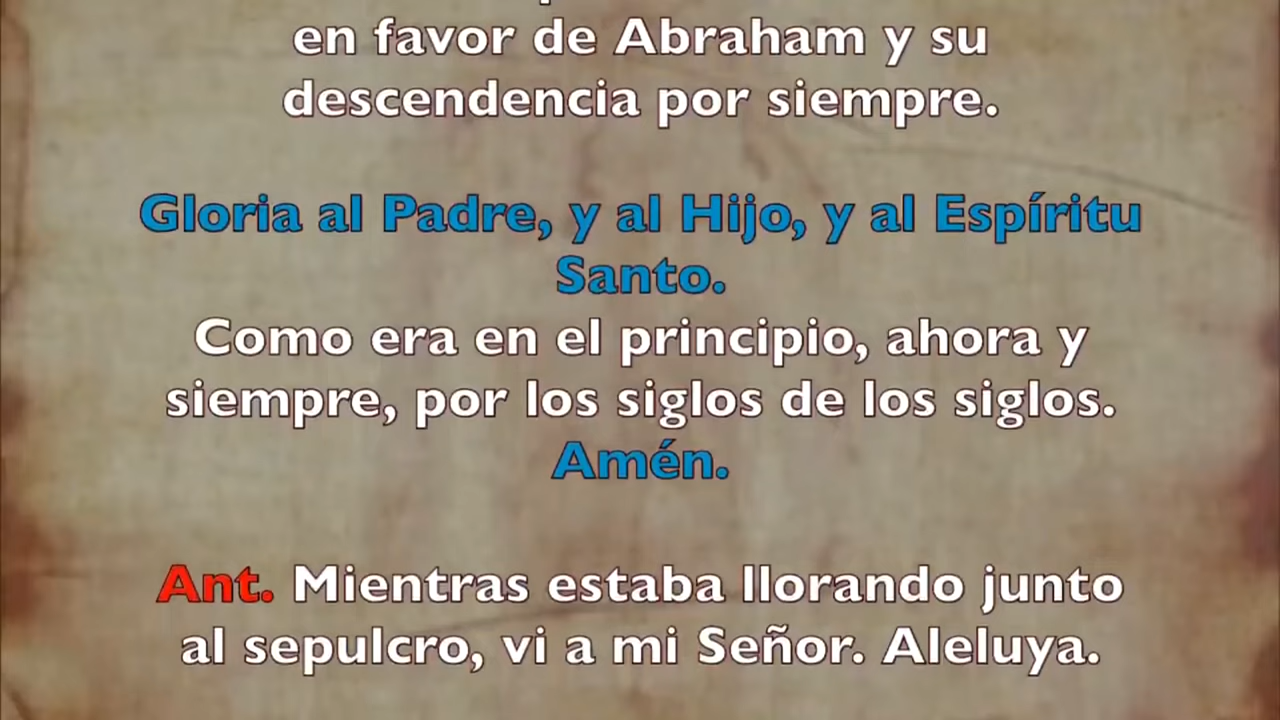 en favor de Abraham y su
descendencia por siempre.
Gloria al Padre, y al Hijo, y al Espíritu
Santo.
Como era en el principio, ahora y
siempre, por los siglos de los siglos.
Amén.
Ant. Mientras estaba llorando junto
al sepulcro, vi a mi Señor. Aleluya.